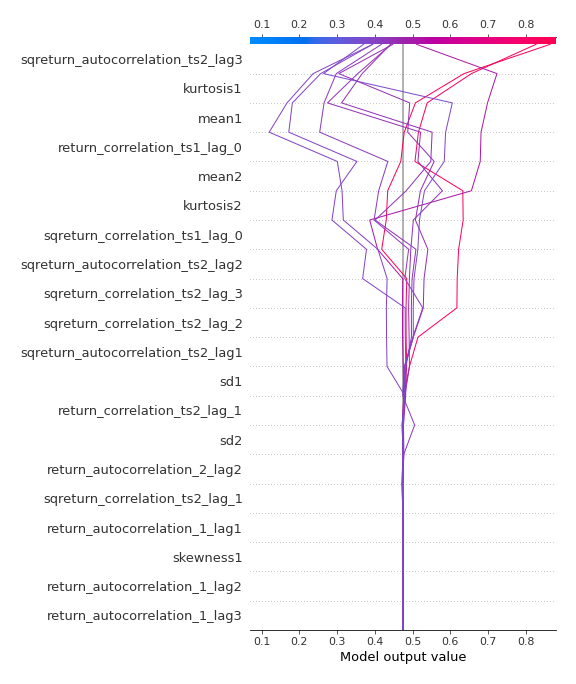 0.1 0.2 0.3 0.4 0.5 0.6 0.7 0.8
sqreturn_autocorrelation_ts2_lag3
kurtosis1
mean1
return_correlation_ts1_lag_0
mean2
kurtosis2
sqreturn_correlation_ts1_lag_0
sqreturn_autocorrelation_ts2_lag2
sqreturn_correlation_ts2_lag_3
sqreturn_correlation_ts2_lag_2
sqreturn_autocorrelation_ts2_lag1
sd1
return_correlation_ts2_lag_1
sd2
return_autocorrelation_2_lag2
sqreturn_correlation_ts2_lag_1
return_autocorrelation_1_lag1
skewness1
return_autocorrelation_1_lag2
return_autocorrelation_1_lag3
0.1 0.2 0.3 0.4 0.5 0.6 0.7 0.8
Model output value